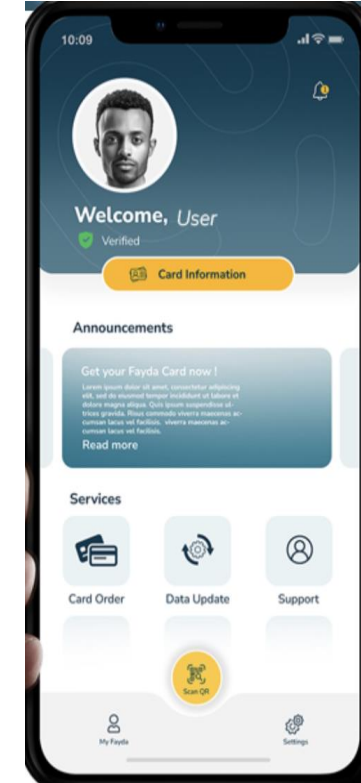 10:09
Welcome, User
Verified
Card Information
Announcements
Get your Fayda Card now !
Lorem ipsum dolor sit amet, consectetur adipiscing
elit, sed do eiusmod tempor incididunt ut labore et
dolore magna aliqua. Quis ipsum suspendisse ul-
trices gravida. Risus commodo viverra maecenas ac-
cumsan lacus vel facilisis. viverra maecenas ac-
cumsan lacus vel facilisis.
Read more
Services
Card Order
Data Update
Support
Scan QR
My Fayda
Settings